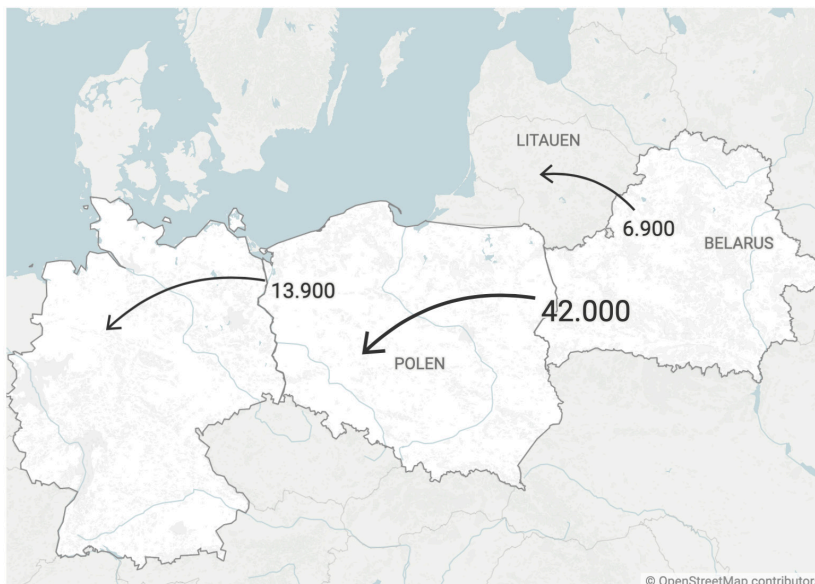 LITAUEN
6.900
BELARUS
13.900
42.000
POLEN
© OpenStreetMap contributor